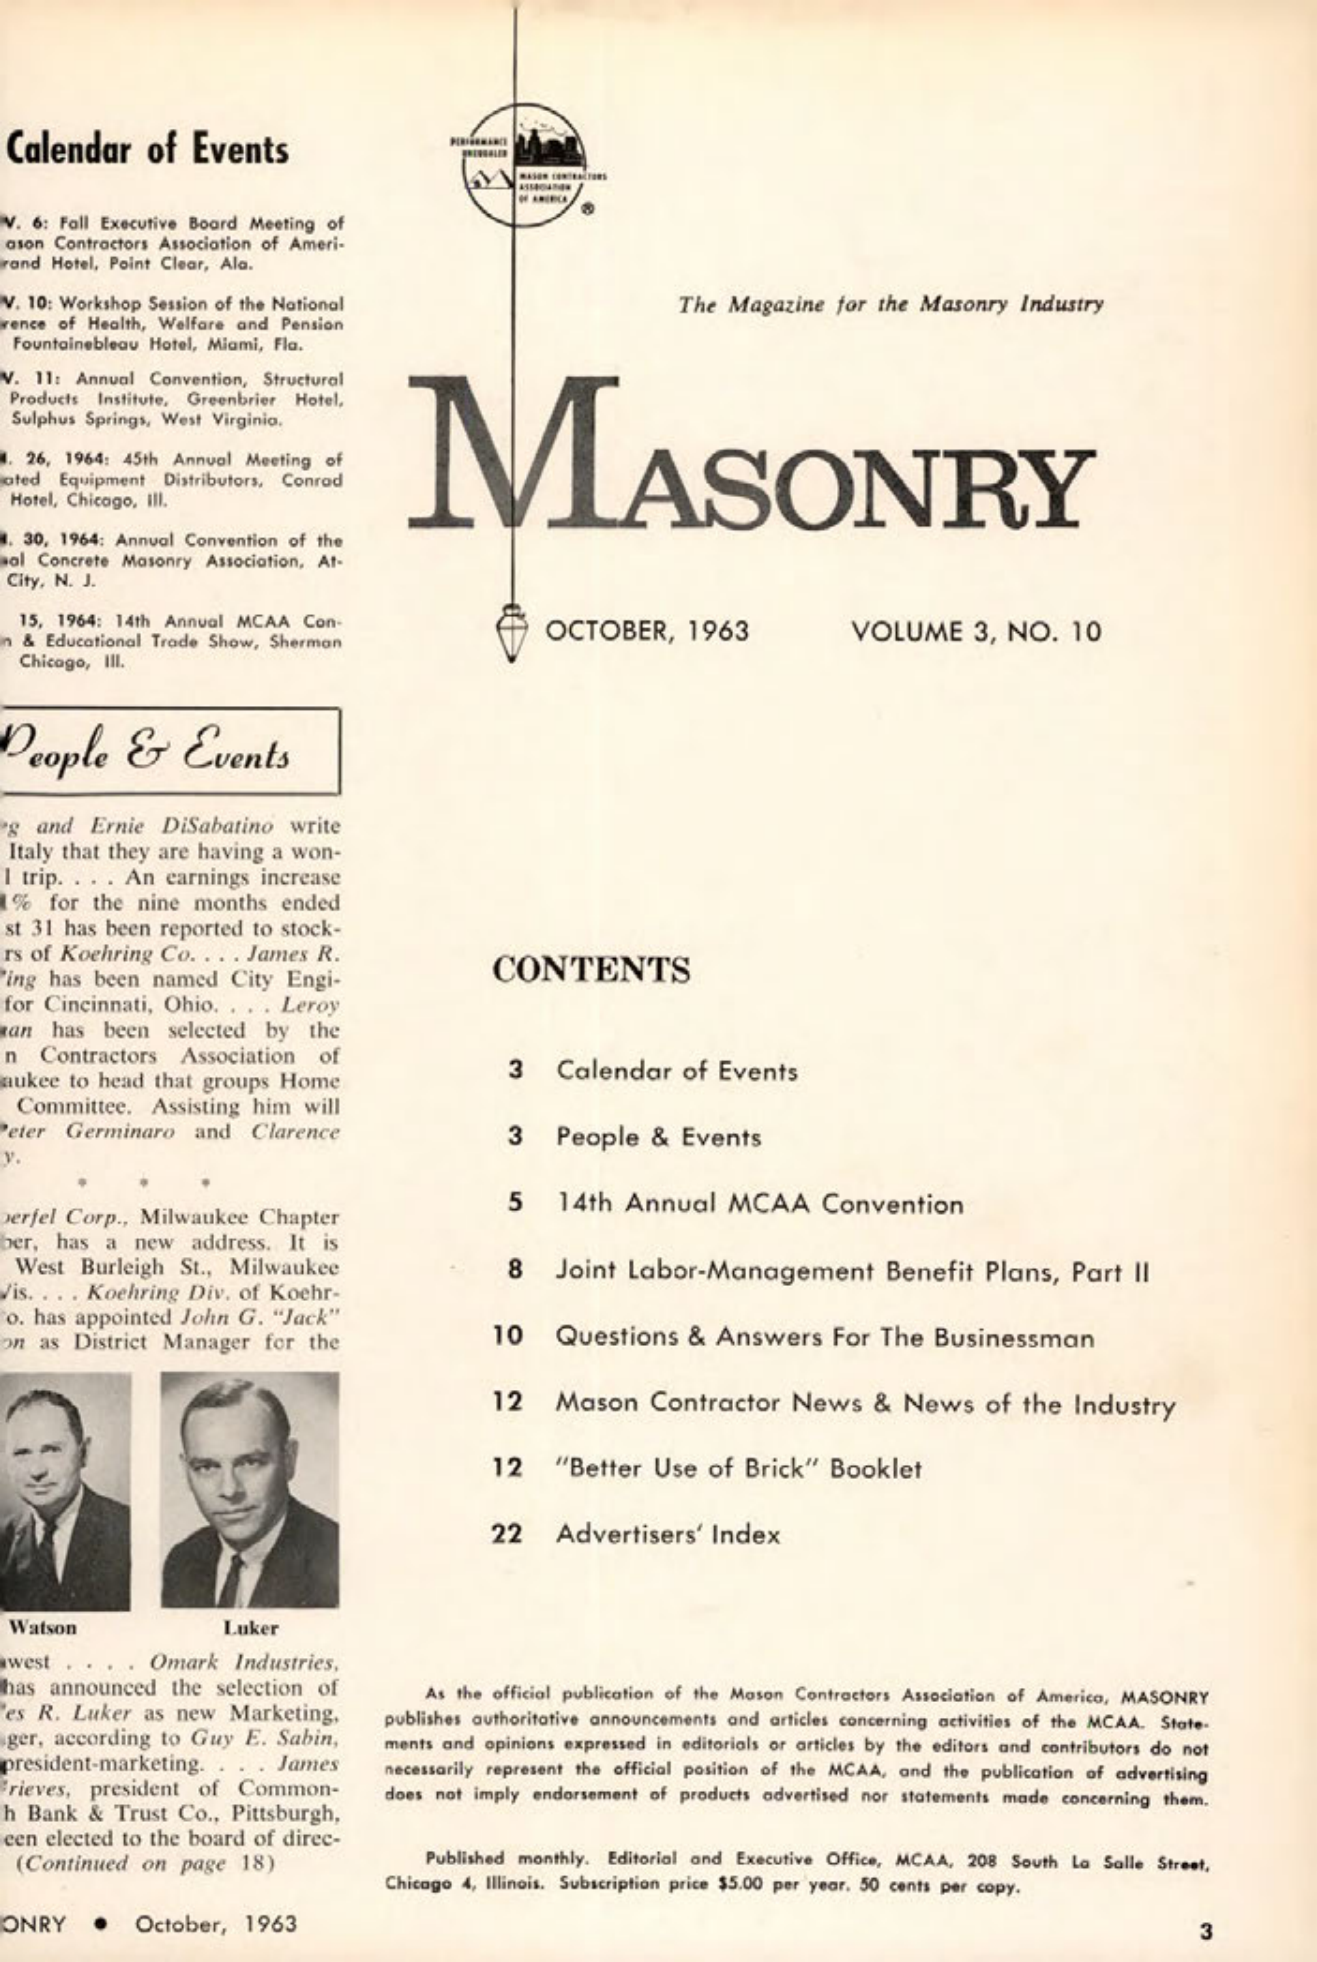 Calendar of Events
V. 6: Fall Executive Board Meeting of
ason Contractors Association of Ameri-
rand Hotel, Point Clear, Ala.
V. 10: Workshop Session of the National
rence of Health, Welfare and Pension
Fountainebleau Hotel, Miami, Fla.
V. 11: Annual Convention, Structural
Products Institute, Greenbrier Hotel,
Sulphus Springs, West Virginia.
. 26, 1964: 45th Annual Meeting of
ated Equipment Distributors, Conrad
Hotel, Chicago, Ill.
. 30, 1964: Annual Convention of the
nal Concrete Masonry Association, At-
City, N. J.
15, 1964: 14th Annual MCAA Con-
n & Educational Trade Show, Sherman
Chicago, Ill.
People & Events
g and Ernie DiSabatino write
Italy that they are having a won-
l trip. . . . An earnings increase
1% for the nine months ended
st 31 has been reported to stock-
rs of Koehring Co. . . . James R.
ing has been named City Engi-
for Cincinnati, Ohio. . . . Leroy
man has been selected by the
n Contractors Association of
aukee to head that groups Home
Committee. Assisting him will
Peter Germinaro and Clarence
y.
* * *
erfel Corp., Milwaukee Chapter
ber, has a new address. It is
West Burleigh St., Milwaukee
Vis. . . . Koehring Div. of Koehr-
o. has appointed John G. "Jack"
on as District Manager for the
Watson Luker
west . . . . Omark Industries,
has announced the selection of
es R. Luker as new Marketing,
ger, according to Guy E. Sabin,
president-marketing. . . . James
rieves, president of Common-
h Bank & Trust Co., Pittsburgh,
een elected to the board of direc-
(Continued on page 18)
ONRY ● October, 1963
PERFORMANCE
UNEQUALED
MASON CONTRACTORS
ASSOCIATION
OF AMERICA
®
The Magazine for the Masonry Industry
MASONRY
OCTOBER, 1963 VOLUME 3, NO. 10
CONTENTS
3 Calendar of Events
3 People & Events
5 14th Annual MCAA Convention
8 Joint Labor-Management Benefit Plans, Part II
10 Questions & Answers For The Businessman
12 Mason Contractor News & News of the Industry
12 "Better Use of Brick" Booklet
22 Advertisers' Index
As the official publication of the Mason Contractors Association of America, MASONRY
publishes authoritative announcements and articles concerning activities of the MCAA. State-
ments and opinions expressed in editorials or articles by the editors and contributors do not
necessarily represent the official position of the MCAA, and the publication of advertising
does not imply endorsement of products advertised nor statements made concerning them.
Published monthly. Editorial and Executive Office, MCAA, 208 South La Salle Street,
Chicago 4, Illinois. Subscription price $5.00 per year. 50 cents per copy.
3